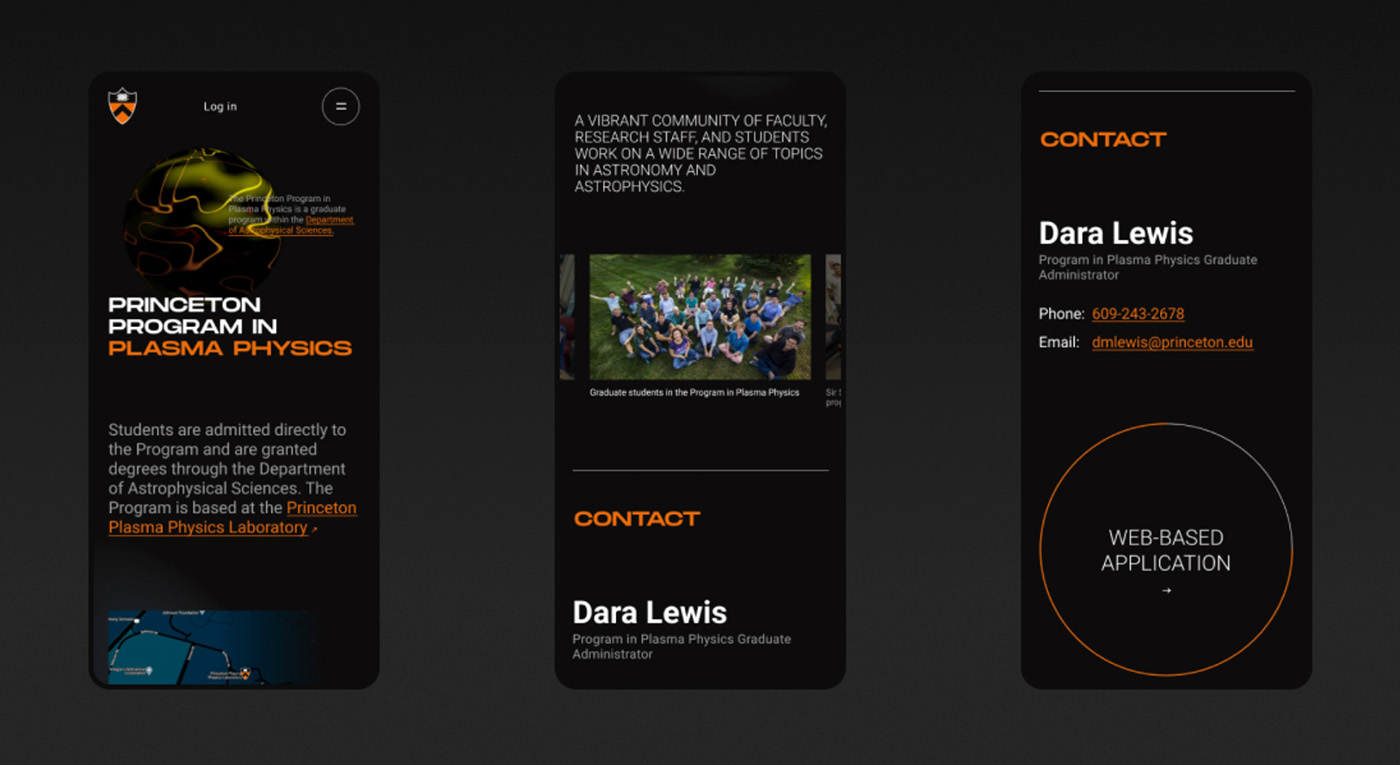 Log in
The Princeton Program in
Plasma Physics is a graduate
program within the Department
of Astrophysical Sciences.
PRINCETON
PROGRAM IN
PLASMA PHYSICS
Students are admitted directly to
the Program and are granted
degrees through the Department
of Astrophysical Sciences. The
Program is based at the Princeton
Plasma Physics Laboratory ↗
A VIBRANT COMMUNITY OF FACULTY,
RESEARCH STAFF, AND STUDENTS
WORK ON A WIDE RANGE OF TOPICS
IN ASTRONOMY AND
ASTROPHYSICS.
Graduate students in the Program in Plasma Physics
Sir
CONTACT
Dara Lewis
Program in Plasma Physics Graduate
Administrator
CONTACT
Dara Lewis
Program in Plasma Physics Graduate
Administrator
Phone: 609-243-2678
Email: dmlewis@princeton.edu
WEB-BASED
APPLICATION
→